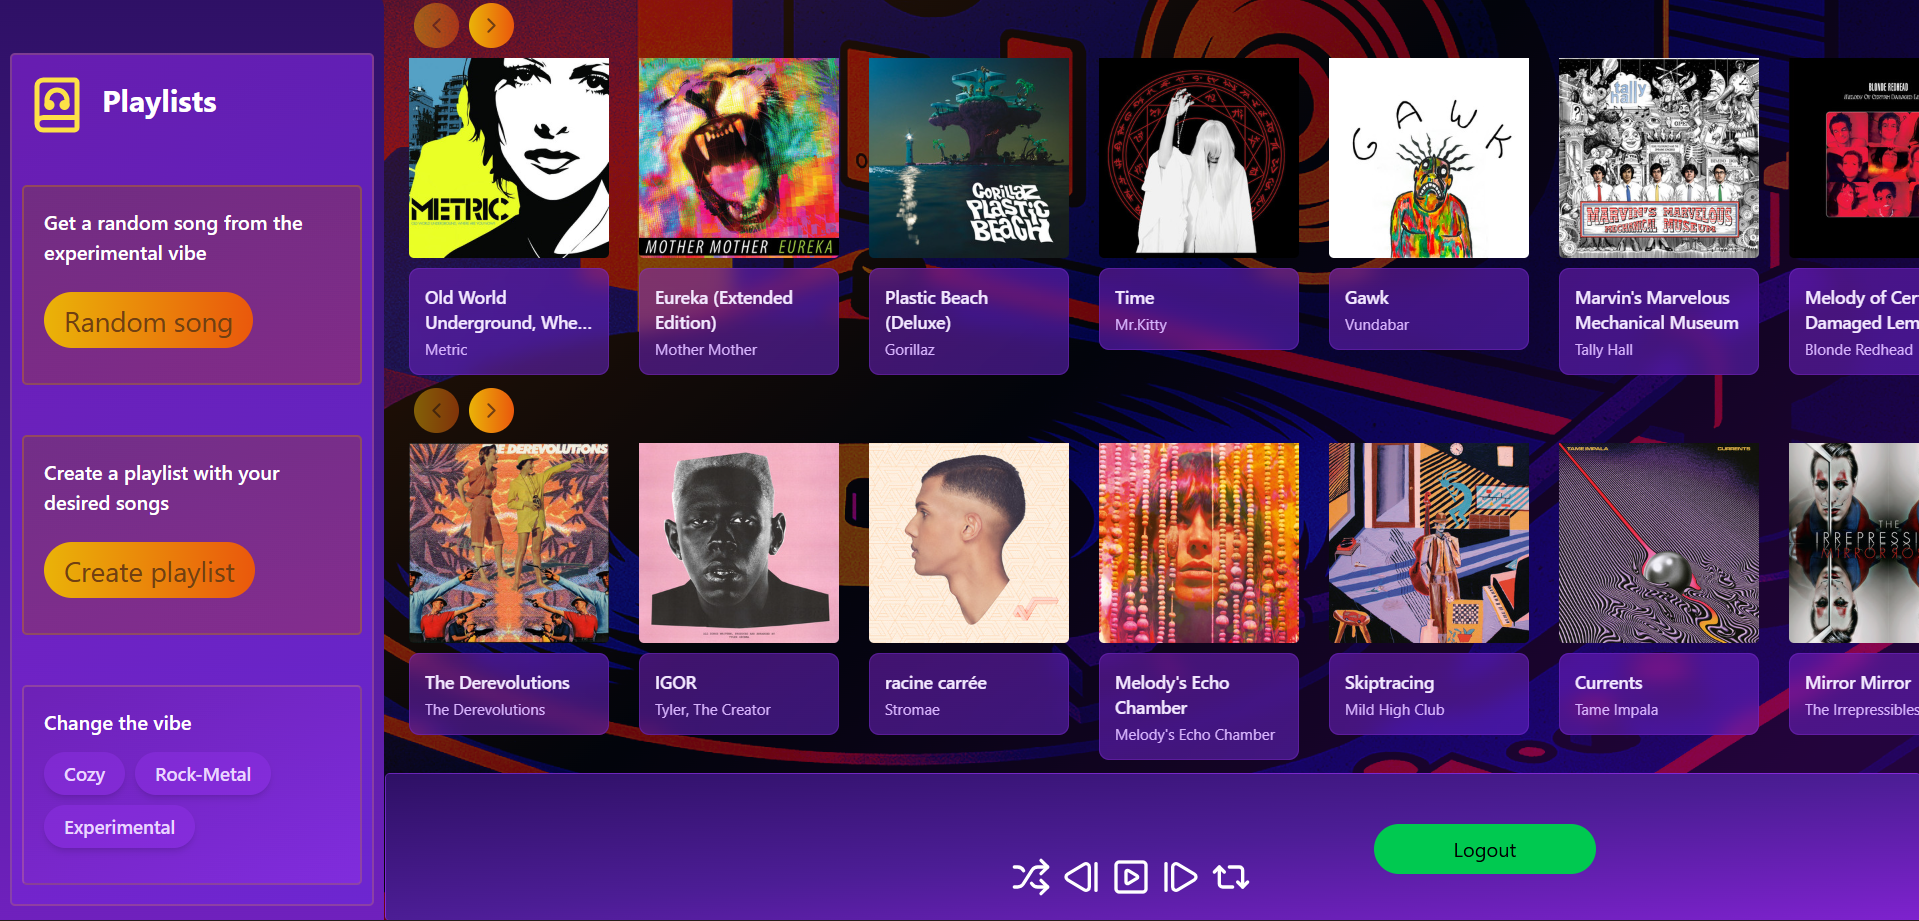 Playlists
Get a random song from the
experimental vibe
Random song
Create a playlist with your
desired songs
Create playlist
Change the vibe
Cozy
Rock-Metal
Experimental
METRIC
MOTHER MOTHER EUREKA
GORILLAZ
PLASTIC
BEACH
GAWK
tally
hall
MARVIN'S MARVELOUS
MECHANICAL MUSEUM
BLONDE REDHEAD
Old World
Underground, Whe...
Metric
Eureka (Extended
Edition)
Mother Mother
Plastic Beach
(Deluxe)
Gorillaz
Time
Mr.Kitty
Gawk
Vundabar
Marvin's Marvelous
Mechanical Museum
Tally Hall
Melody of Cer
Damaged Lem
Blonde Redhead
E DEREVOLUTIONS
TAME IMPALA
CURRENTS
THE
IRREPRESSI
The Derevolutions
The Derevolutions
IGOR
Tyler, The Creator
racine carrée
Stromae
Melody's Echo
Chamber
Melody's Echo Chamber
Skiptracing
Mild High Club
Currents
Tame Impala
Mirror Mirror
The Irrepressibles
Logout